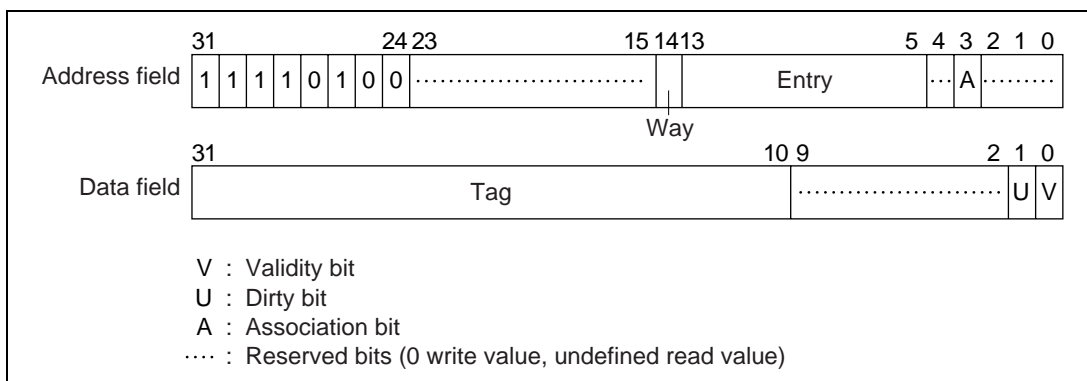 31 24 23 15 14 13 5 4 3 2 1 0
Address field 1 1 1 1 0 1 0 0 ........................ Entry .... A .........
Way
31 10 9 2 1 0
Data field Tag ........................ U V
V : Validity bit
U : Dirty bit
A : Association bit
···· : Reserved bits (0 write value, undefined read value)